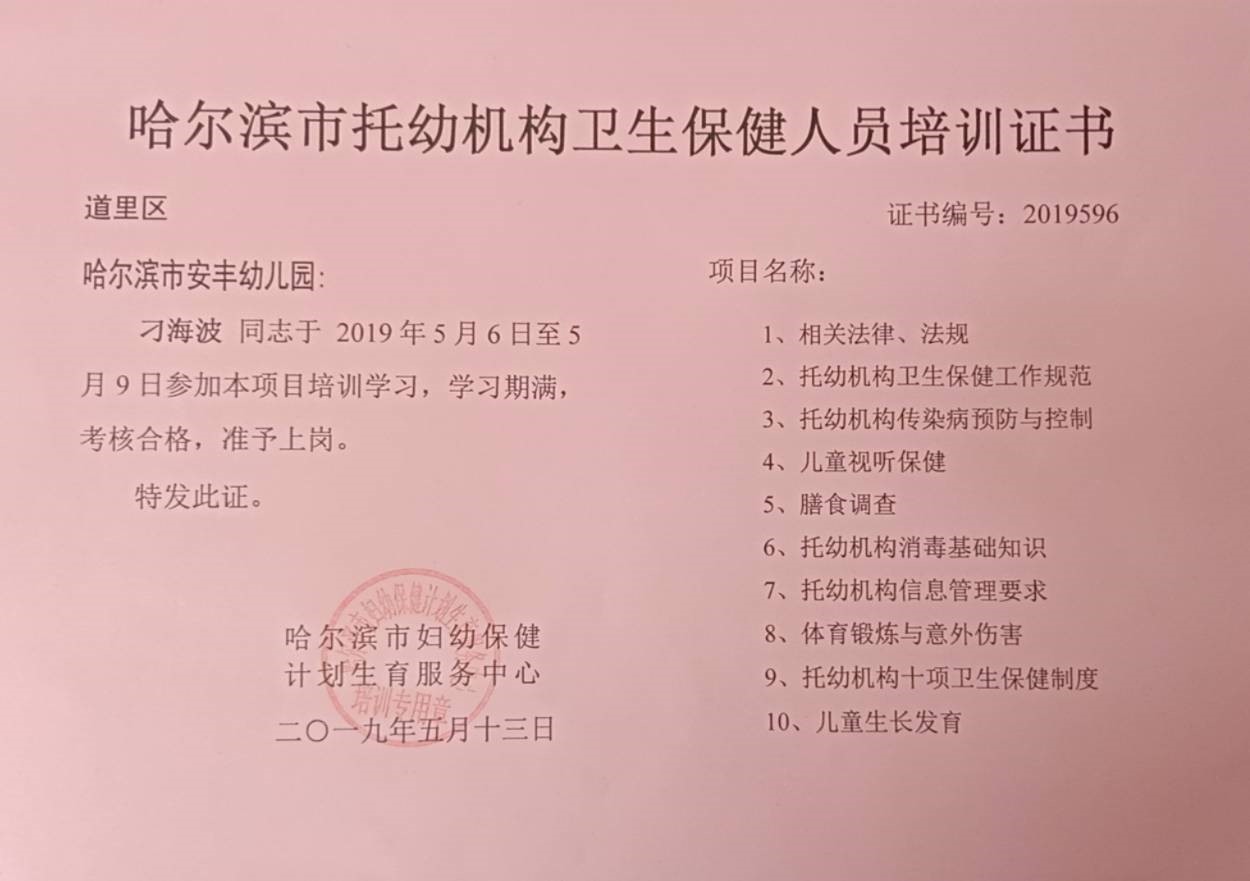 哈尔滨市托幼机构卫生保健人员培训证书
道里区
证书编号：2019596
哈尔滨市安丰幼儿园：
刁海波 同志于 2019 年 5 月 6 日至 5
月 9 日参加本项目培训学习，学习期满，
考核合格，准予上岗。
特发此证。
哈尔滨市妇幼保健
计划生育服务中心
二〇一九年五月十三日
培训专用章
项目名称：
1、相关法律、法规
2、托幼机构卫生保健工作规范
3、托幼机构传染病预防与控制
4、儿童视听保健
5、膳食调查
6、托幼机构消毒基础知识
7、托幼机构信息管理要求
8、体育锻炼与意外伤害
9、托幼机构十项卫生保健制度
10、儿童生长发育